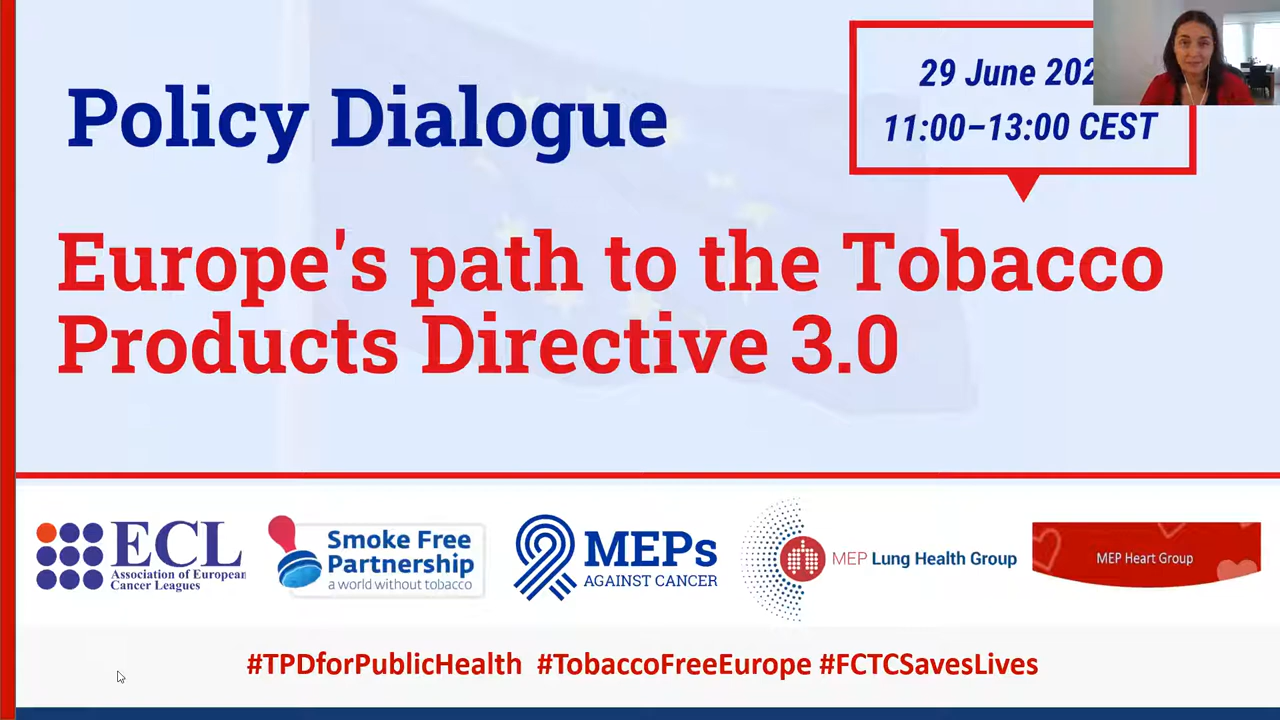 Policy Dialogue
29 June 202
11:00–13:00 CEST
Europe's path to the Tobacco
Products Directive 3.0
ECL
Association of European
Cancer Leagues
Smoke Free
Partnership
a world without tobacco
MEPs
AGAINST CANCER
MEP Lung Health Group
MEP Heart Group
#TPDforPublicHealth #TobaccoFreeEurope #FCTCSavesLives